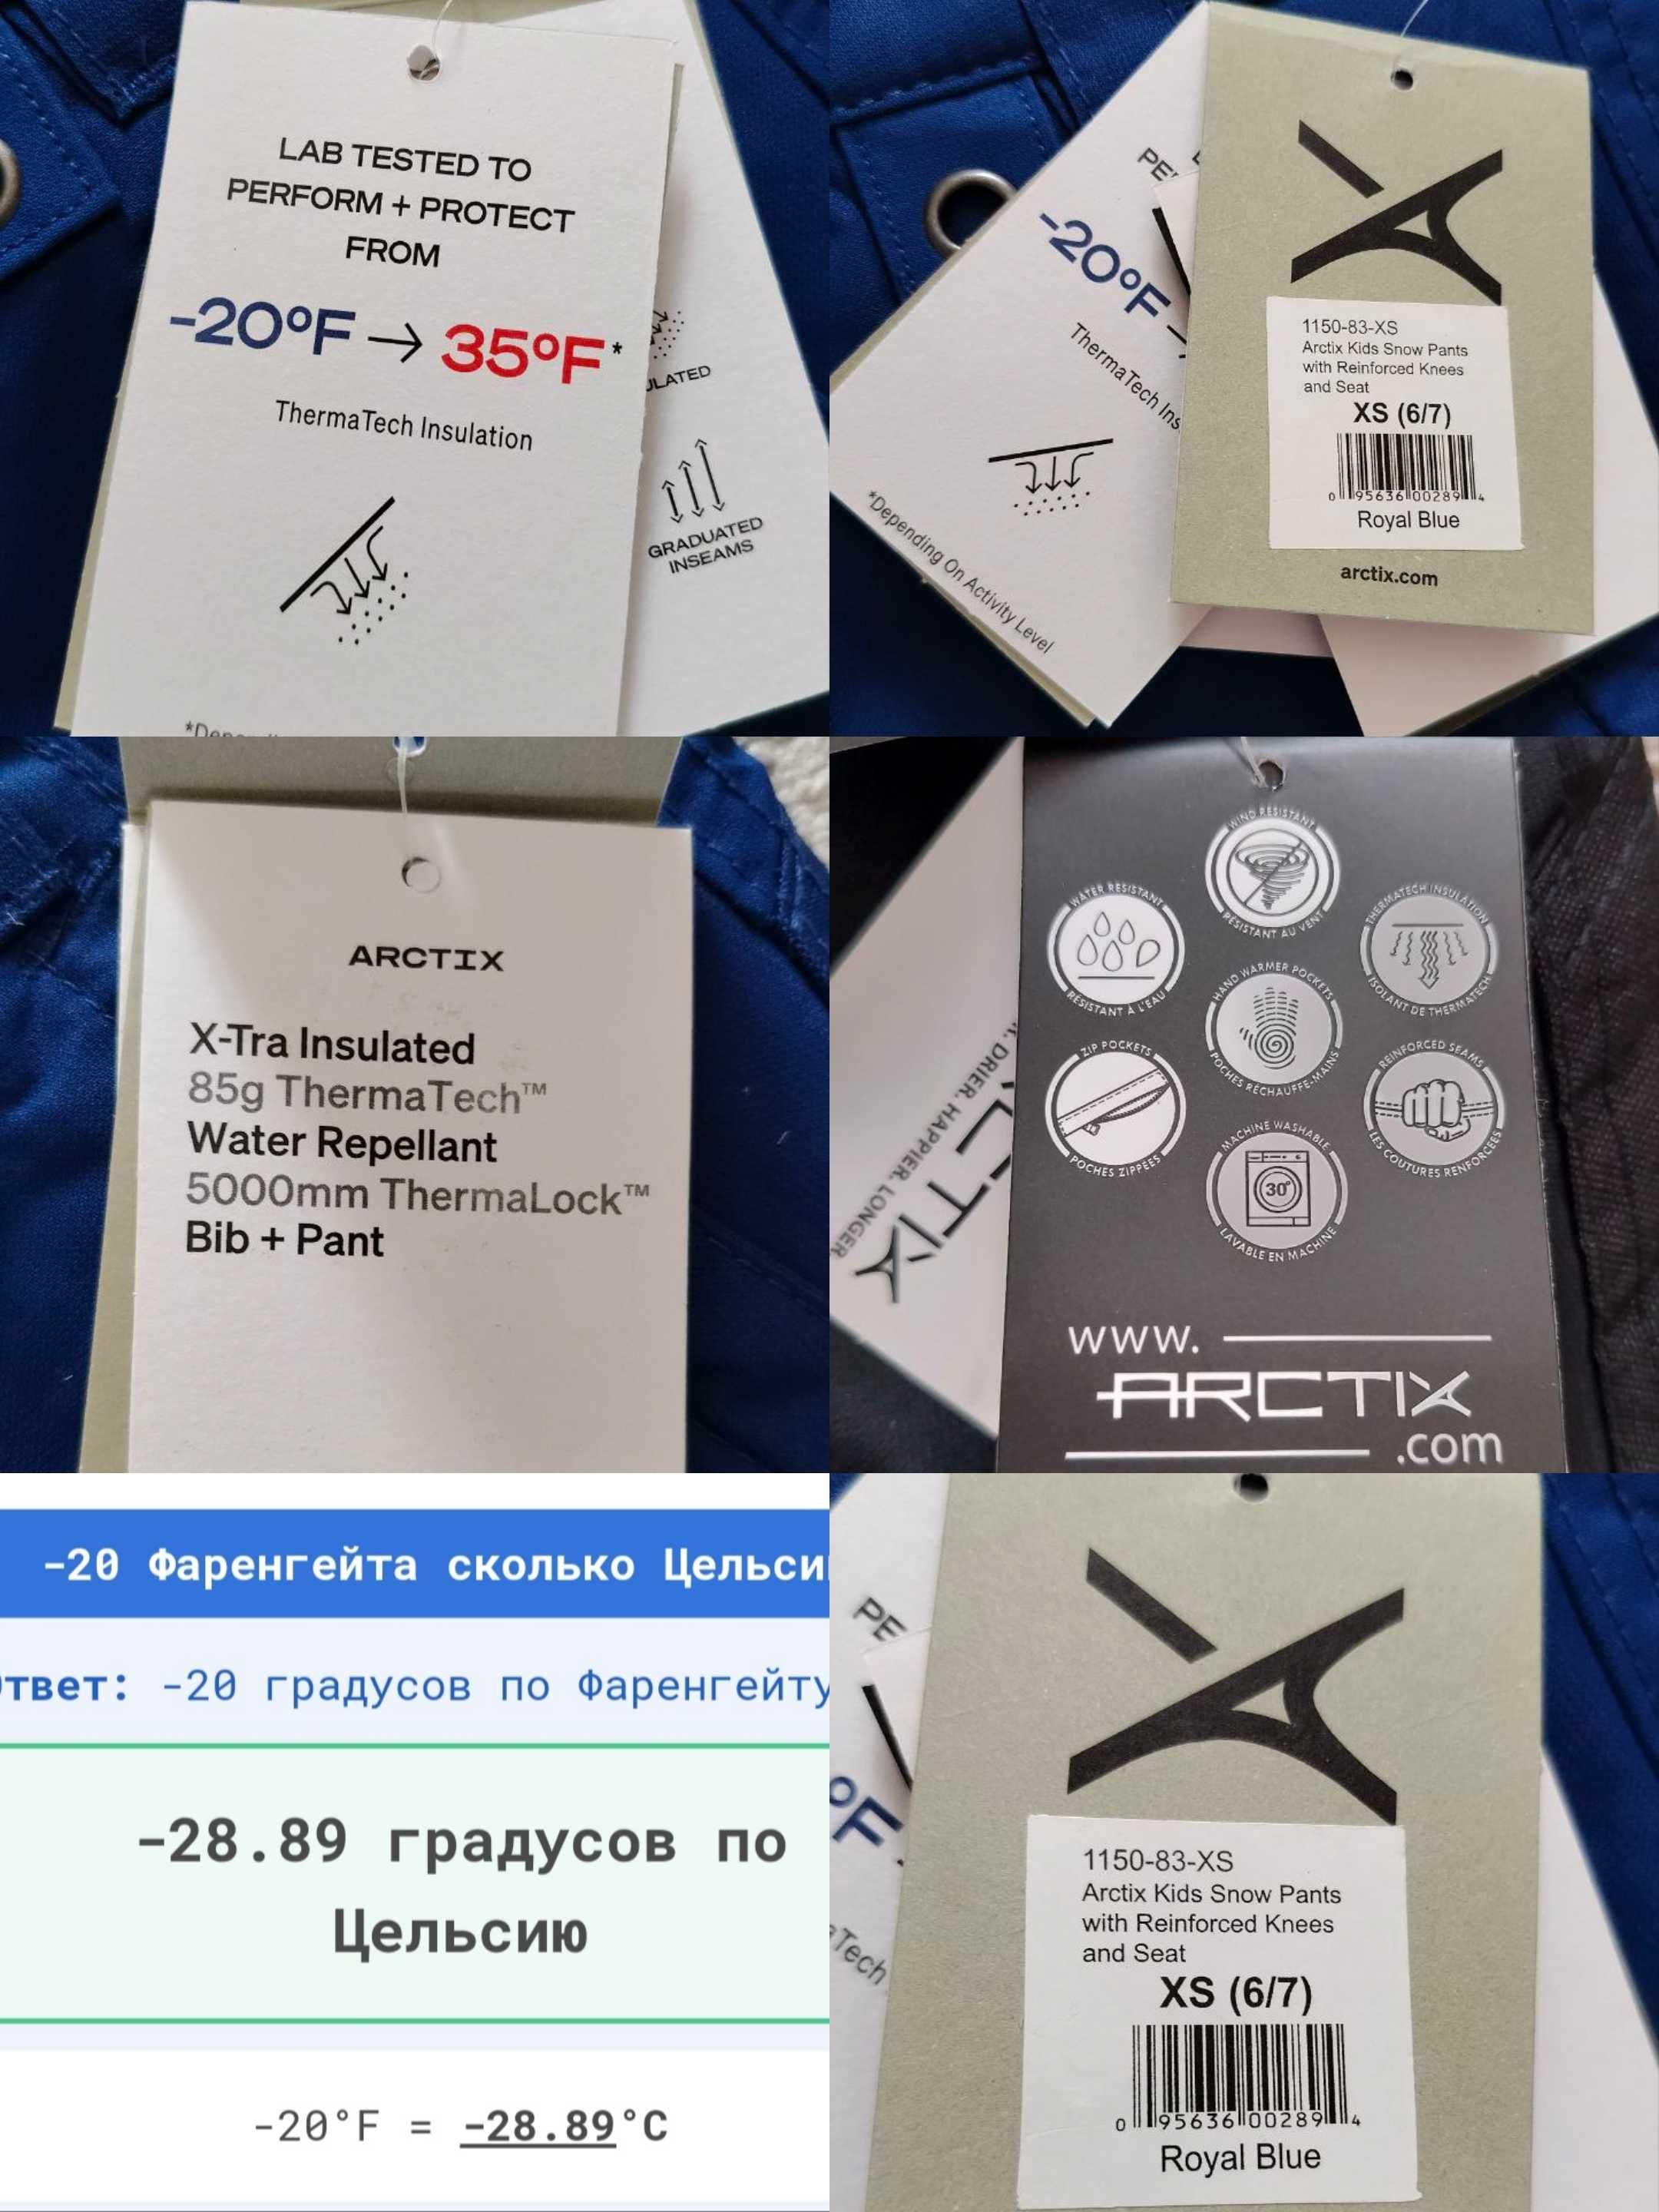 LAB TESTED TO
PERFORM + PROTECT
FROM
-20°F → 35°F*
ThermaTech Insulation
GRADUATED
INSEAMS
-20°F
ThermaTech
*Depending On Activity Level
1150-83-XS
Arctix Kids Snow Pants
with Reinforced Knees
and Seat
XS (6/7)
0 95636 00289 4
Royal Blue
arctix.com
ARCTIX
X-Tra Insulated
85g ThermaTech™
Water Repellant
5000mm ThermaLock™
Bib + Pant
WIND RESISTANT
RÉSISTANT AU VENT
WATER RESISTANT
RÉSISTANT À L'EAU
THERMATECH INSULATION
ISOLANT DE THERMATECH
HAND WARMER POCKETS
POCHES RÉCHAUFFE-MAINS
ZIP POCKETS
POCHES ZIPPÉES
REINFORCED SEAMS
LES COUTURES RENFORCÉES
MACHINE WASHABLE
30°
LAVABLE EN MACHINE
DRIER. HAPPIER. LONGER
www.
ARCTIX
.com
-20 Фаренгейта сколько
-20 градусов по Фаренгейту
-28.89 градусов по
Цельсию
-20°F = -28.89°C
1150-83-XS
Arctix Kids Snow Pants
with Reinforced Knees
and Seat
XS (6/7)
0 95636 00289 4
Royal Blue